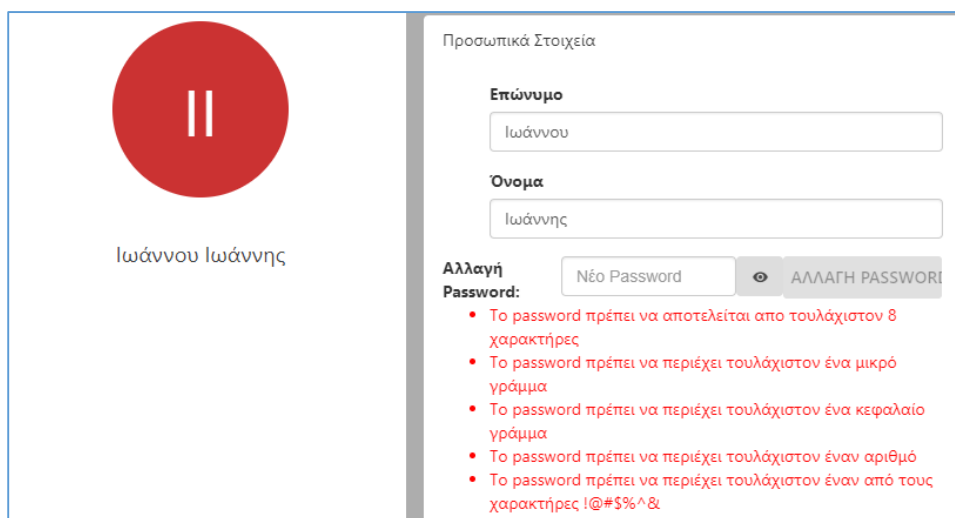 ΙΙ
Ιωάννου Ιωάννης
Προσωπικά Στοιχεία
Επώνυμο
Ιωάννου
Όνομα
Ιωάννης
Αλλαγή
Password:
Νέο Password
ΑΛΛΑΓΗ PASSWORD
• Το password πρέπει να αποτελείται απο τουλάχιστον 8
χαρακτήρες
• Το password πρέπει να περιέχει τουλάχιστον ένα μικρό
γράμμα
• Το password πρέπει να περιέχει τουλάχιστον ένα κεφαλαίο
γράμμα
• Το password πρέπει να περιέχει τουλάχιστον έναν αριθμό
• Το password πρέπει να περιέχει τουλάχιστον έναν από τους
χαρακτήρες !@#$%^&